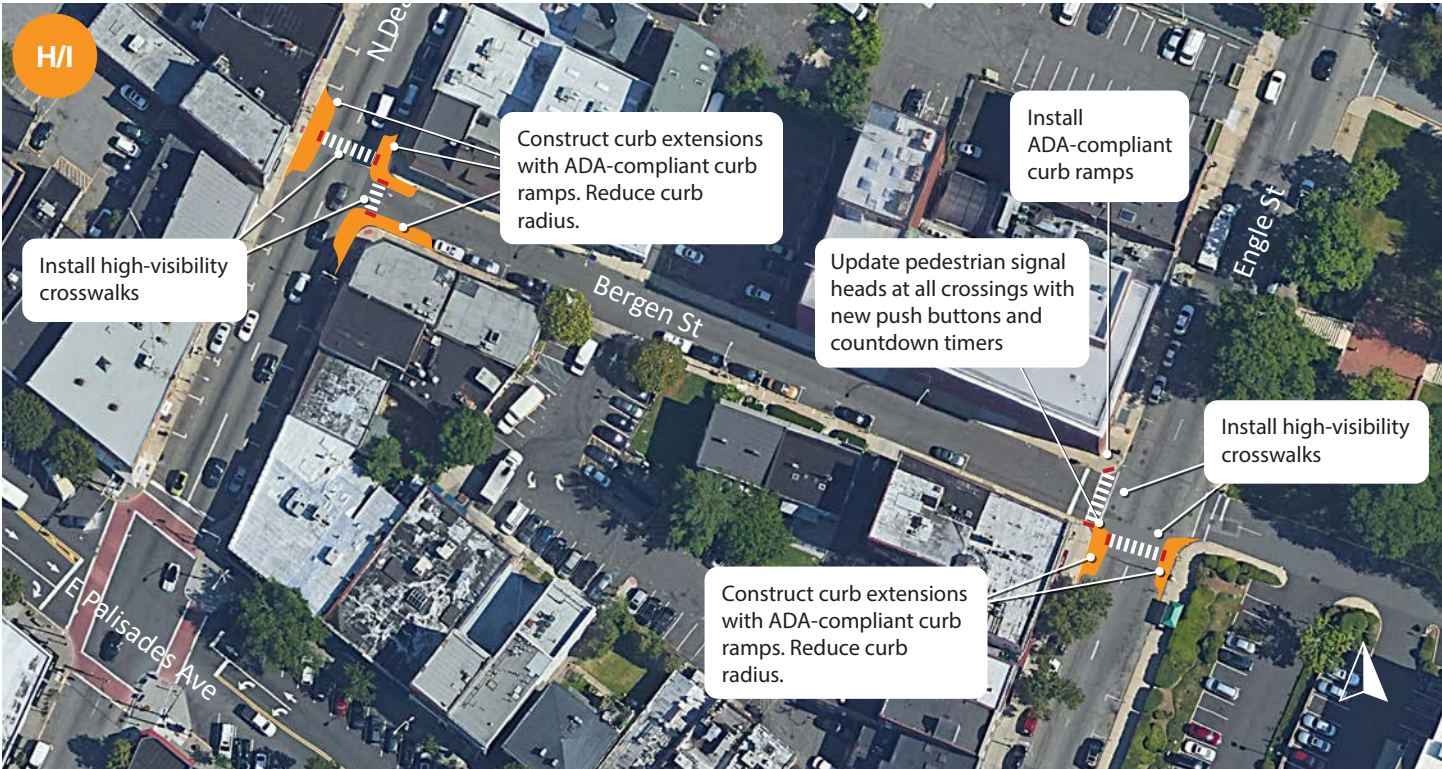 H/I
N Dea
Construct curb extensions
with ADA-compliant curb
ramps. Reduce curb
radius.
Install
ADA-compliant
curb ramps
Engle St
Install high-visibility
crosswalks
Update pedestrian signal
heads at all crossings with
new push buttons and
countdown timers
Bergen St
Install high-visibility
crosswalks
E Palisades Ave
Construct curb extensions
with ADA-compliant curb
ramps. Reduce curb
radius.